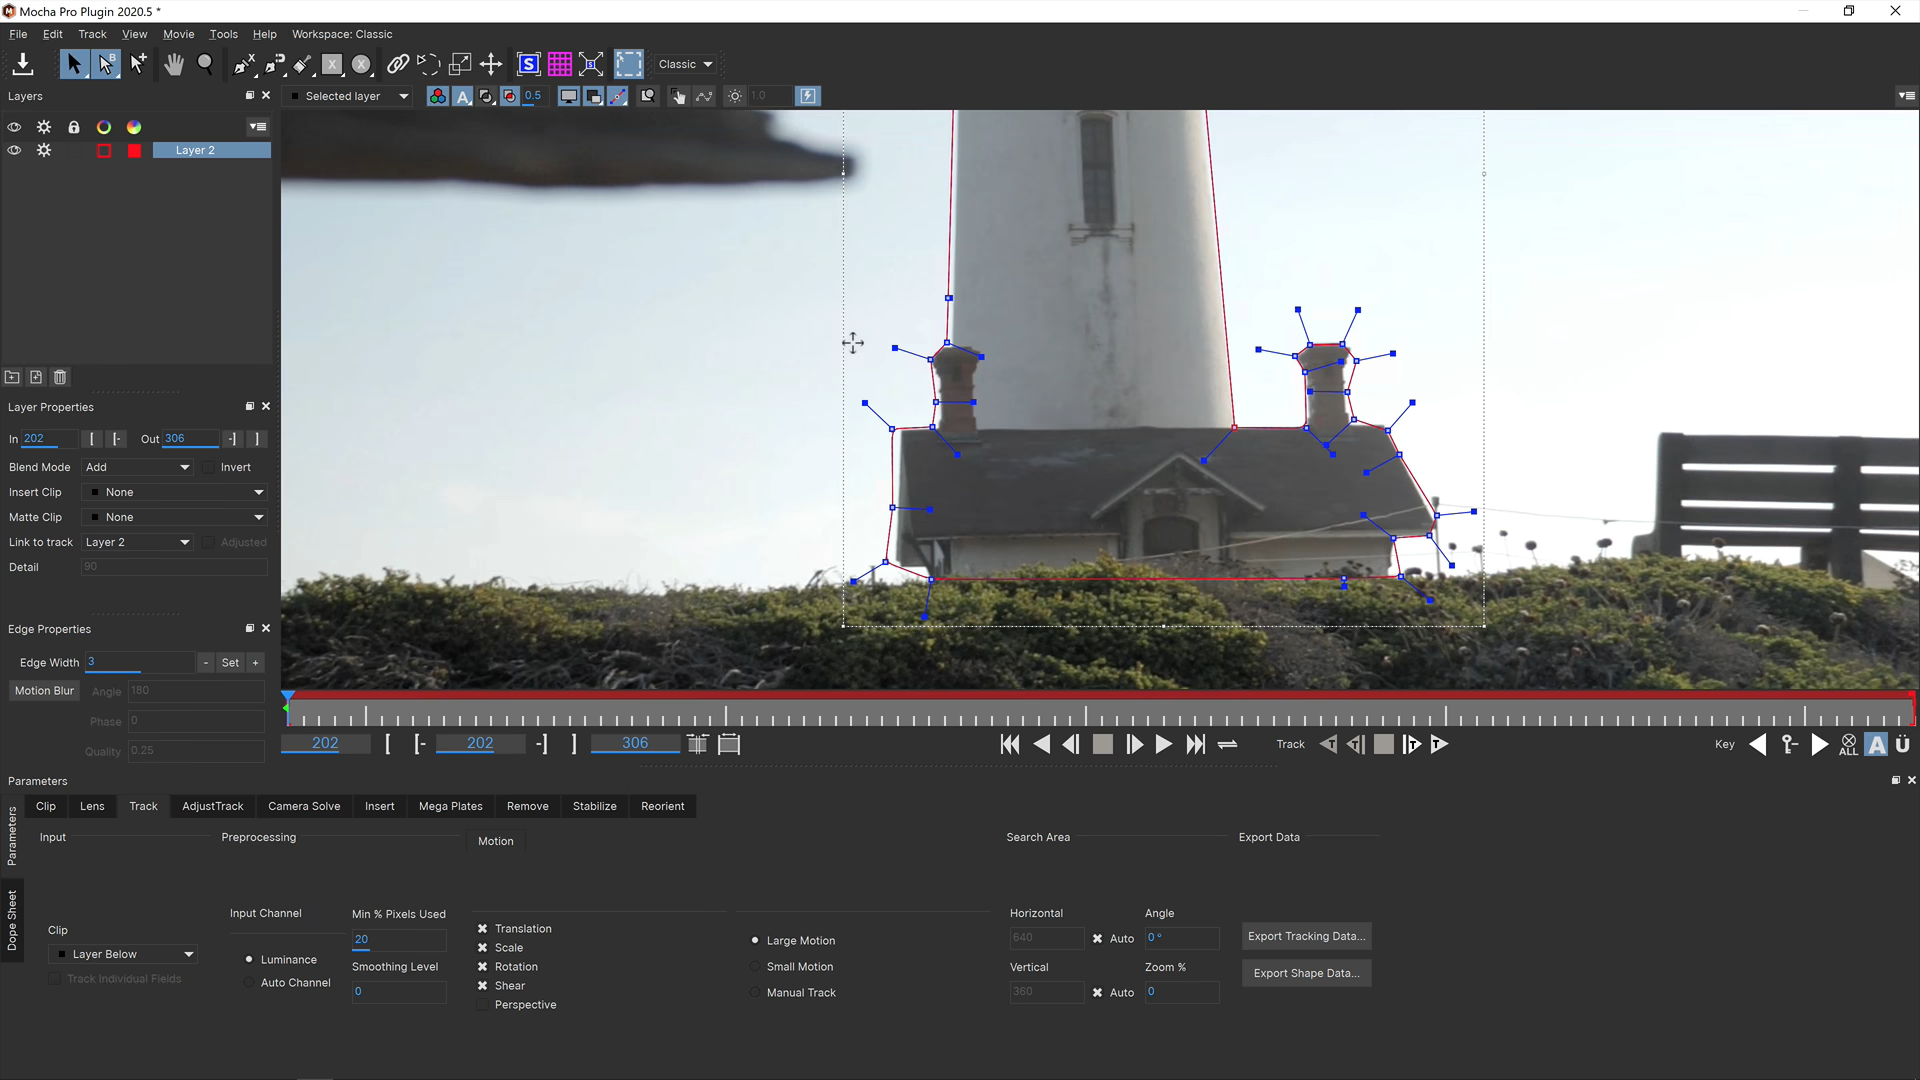 Mocha Pro Plugin 2020.5 *
File Edit Track View Movie Tools Help Workspace: Classic
S S Classic
Layers Selected layer A 0.5 1.0
Layer 2
Layer Properties
In 202 [ [- Out 306 -] ]
Blend Mode Add Invert
Insert Clip None
Matte Clip None
Link to track Layer 2 Adjusted
Detail 90
Edge Properties
Edge Width 3 - Set +
Motion Blur Angle 180
Phase 0
Quality 0.25
202 [ [- 202 -] ] 306 Track T T T T Key ALL A Ü
Parameters
Clip Lens Track AdjustTrack Camera Solve Insert Mega Plates Remove Stabilize Reorient
Parameters
Dope Sheet
Input Preprocessing Motion Search Area Export Data
Input Channel Min % Pixels Used Horizontal Angle
Clip 20 Translation Large Motion 640 Auto 0° Export Tracking Data...
Layer Below Luminance Smoothing Level Scale Small Motion Vertical Zoom % Export Shape Data...
Track Individual Fields Auto Channel 0 Rotation Manual Track 360 Auto 0
Shear
Perspective